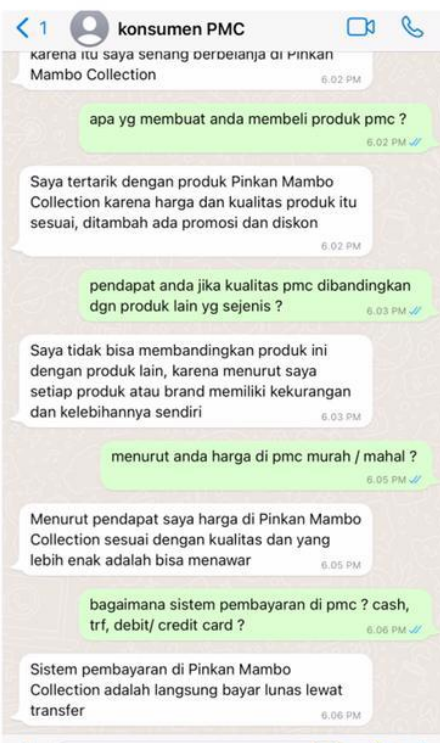 1
konsumen PMC
karena itu saya senang berbelanja di Pinkan
Mambo Collection
6.02 PM
apa yg membuat anda membeli produk pmc ?
6.02 PM
Saya tertarik dengan produk Pinkan Mambo
Collection karena harga dan kualitas produk itu
sesuai, ditambah ada promosi dan diskon
6.02 PM
pendapat anda jika kualitas pmc dibandingkan
dgn produk lain yg sejenis ?
6.03 PM
Saya tidak bisa membandingkan produk ini
dengan produk lain, karena menurut saya
setiap produk atau brand memiliki kekurangan
dan kelebihannya sendiri
6.03 PM
menurut anda harga di pmc murah / mahal ?
6.05 PM
Menurut pendapat saya harga di Pinkan Mambo
Collection sesuai dengan kualitas dan yang
lebih enak adalah bisa menawar
6.05 PM
bagaimana sistem pembayaran di pmc ? cash,
trf, debit/ credit card ?
6.06 PM
Sistem pembayaran di Pinkan Mambo
Collection adalah langsung bayar lunas lewat
transfer
6.06 PM